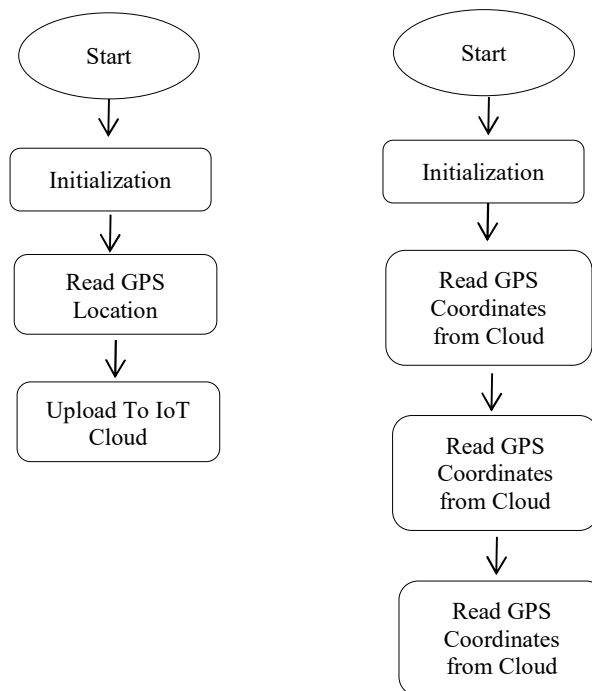 Start
Initialization
Read GPS
Location
Upload To IoT
Cloud
Start
Initialization
Read GPS
Coordinates
from Cloud
Read GPS
Coordinates
from Cloud
Read GPS
Coordinates
from Cloud